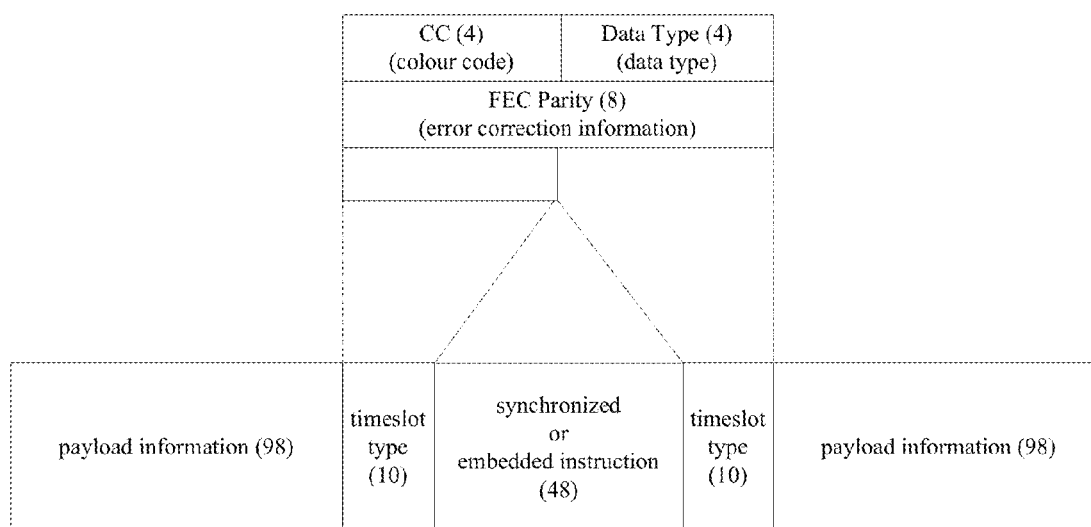 CC (4)
(colour code)
Data Type (4)
(data type)
FEC Parity (8)
(error correction information)
payload information (98)
timeslot
type
(10)
synchronized
or
embedded instruction
(48)
timeslot
type
(10)
payload information (98)